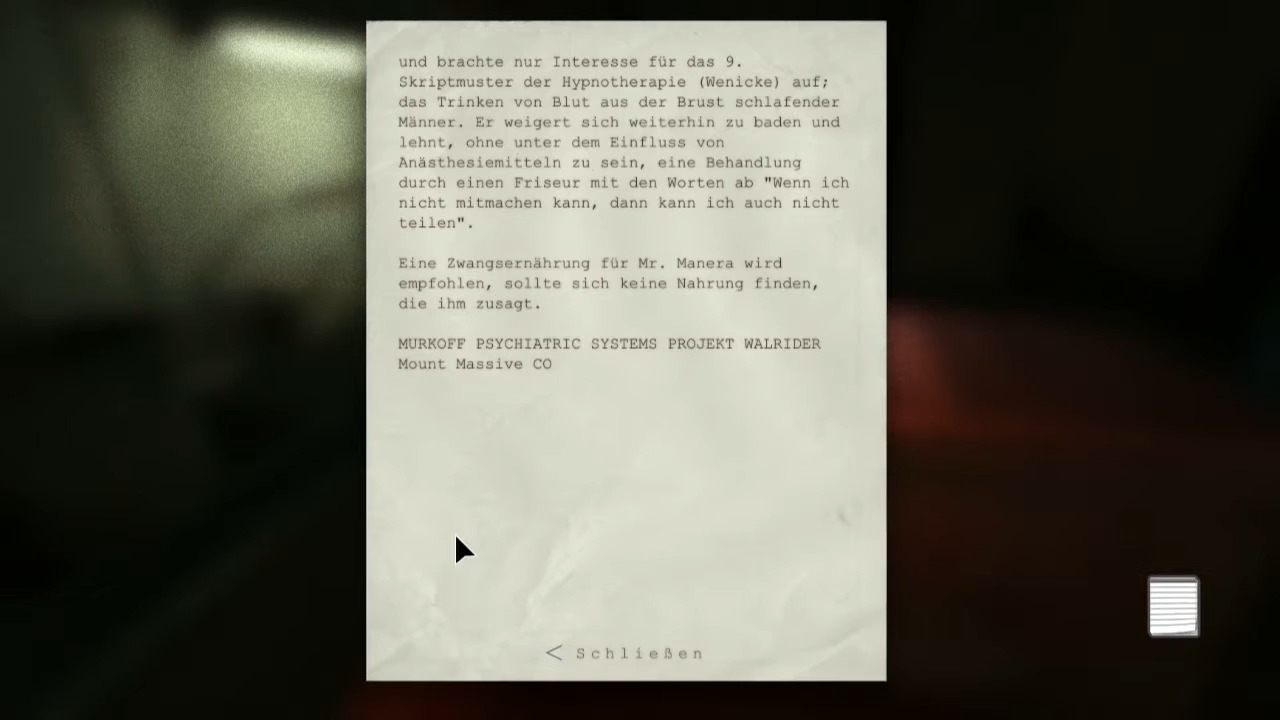 und brachte nur Interesse für das 9.
Skriptmuster der Hypnotherapie (Wenicke) auf;
das Trinken von Blut aus der Brust schlafender
Männer. Er weigert sich weiterhin zu baden und
lehnt, ohne unter dem Einfluss von
Anästhesiemitteln zu sein, eine Behandlung
durch einen Friseur mit den Worten ab "Wenn ich
nicht mitmachen kann, dann kann ich auch nicht
teilen".
Eine Zwangsernährung für Mr. Manera wird
empfohlen, sollte sich keine Nahrung finden,
die ihm zusagt.
MURKOFF PSYCHIATRIC SYSTEMS PROJEKT WALRIDER
Mount Massive CO
< Schließen